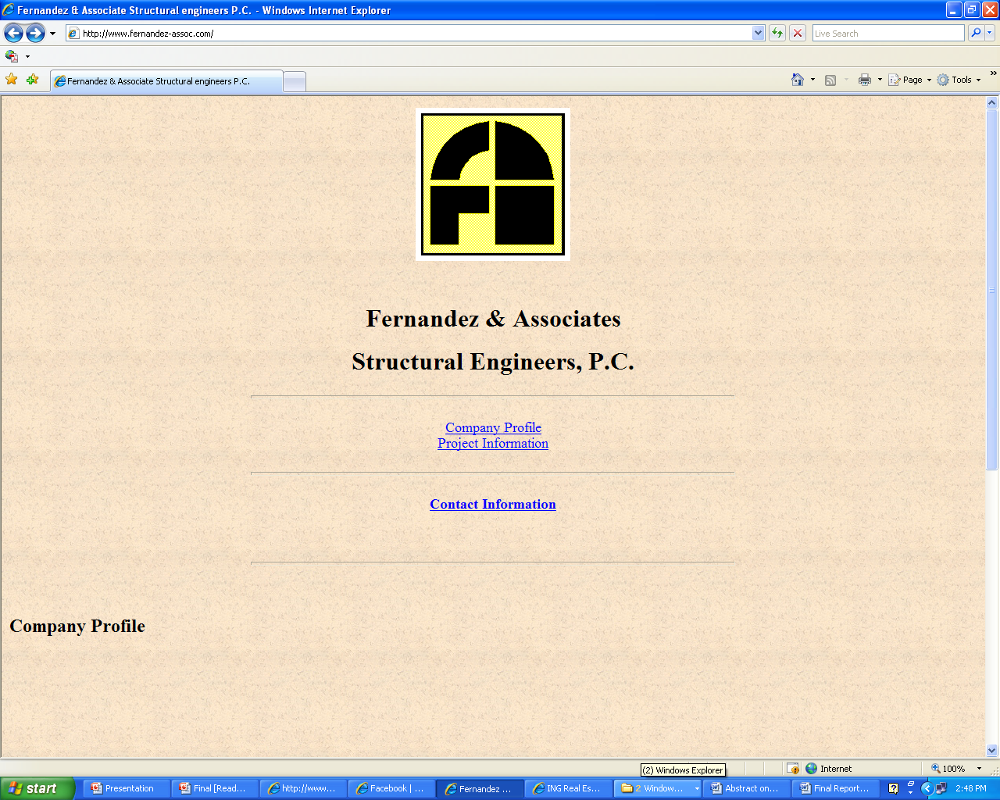 Fernandez & Associate Structural engineers P.C. - Windows Internet Explorer
http://www.fernandez-assoc.com/
Live Search
Fernandez & Associate Structural engineers P.C.
Page
Tools
Fernandez & Associates
Structural Engineers, P.C.
Company Profile
Project Information
Contact Information
Company Profile
(2) Windows Explorer
Internet
100%
start
Presentation
Final [Read...
http://www...
Facebook | ...
Fernandez ...
ING Real Es...
2 Window...
Abstract on...
Final Report...
2:48 PM